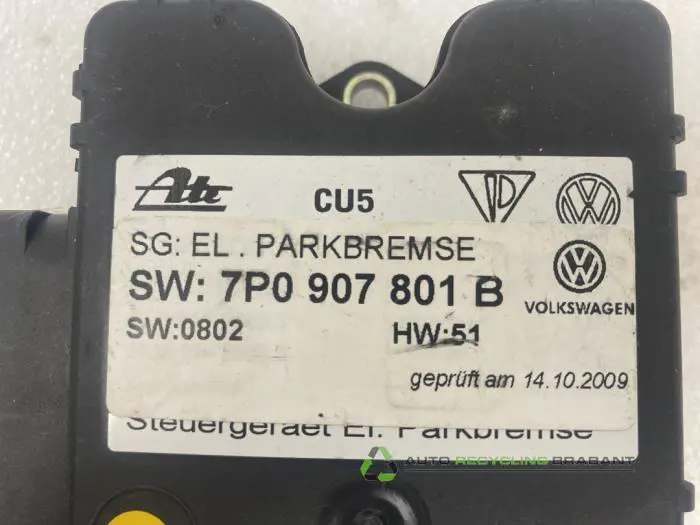 Ate CU5
SG: EL . PARKBREMSE
SW: 7P0 907 801 B
VOLKSWAGEN
SW:0802 HW:51
geprüft am 14.10.2009
Steuergeraet El. Parkbremse
AUTO RECYCLING BRABANT